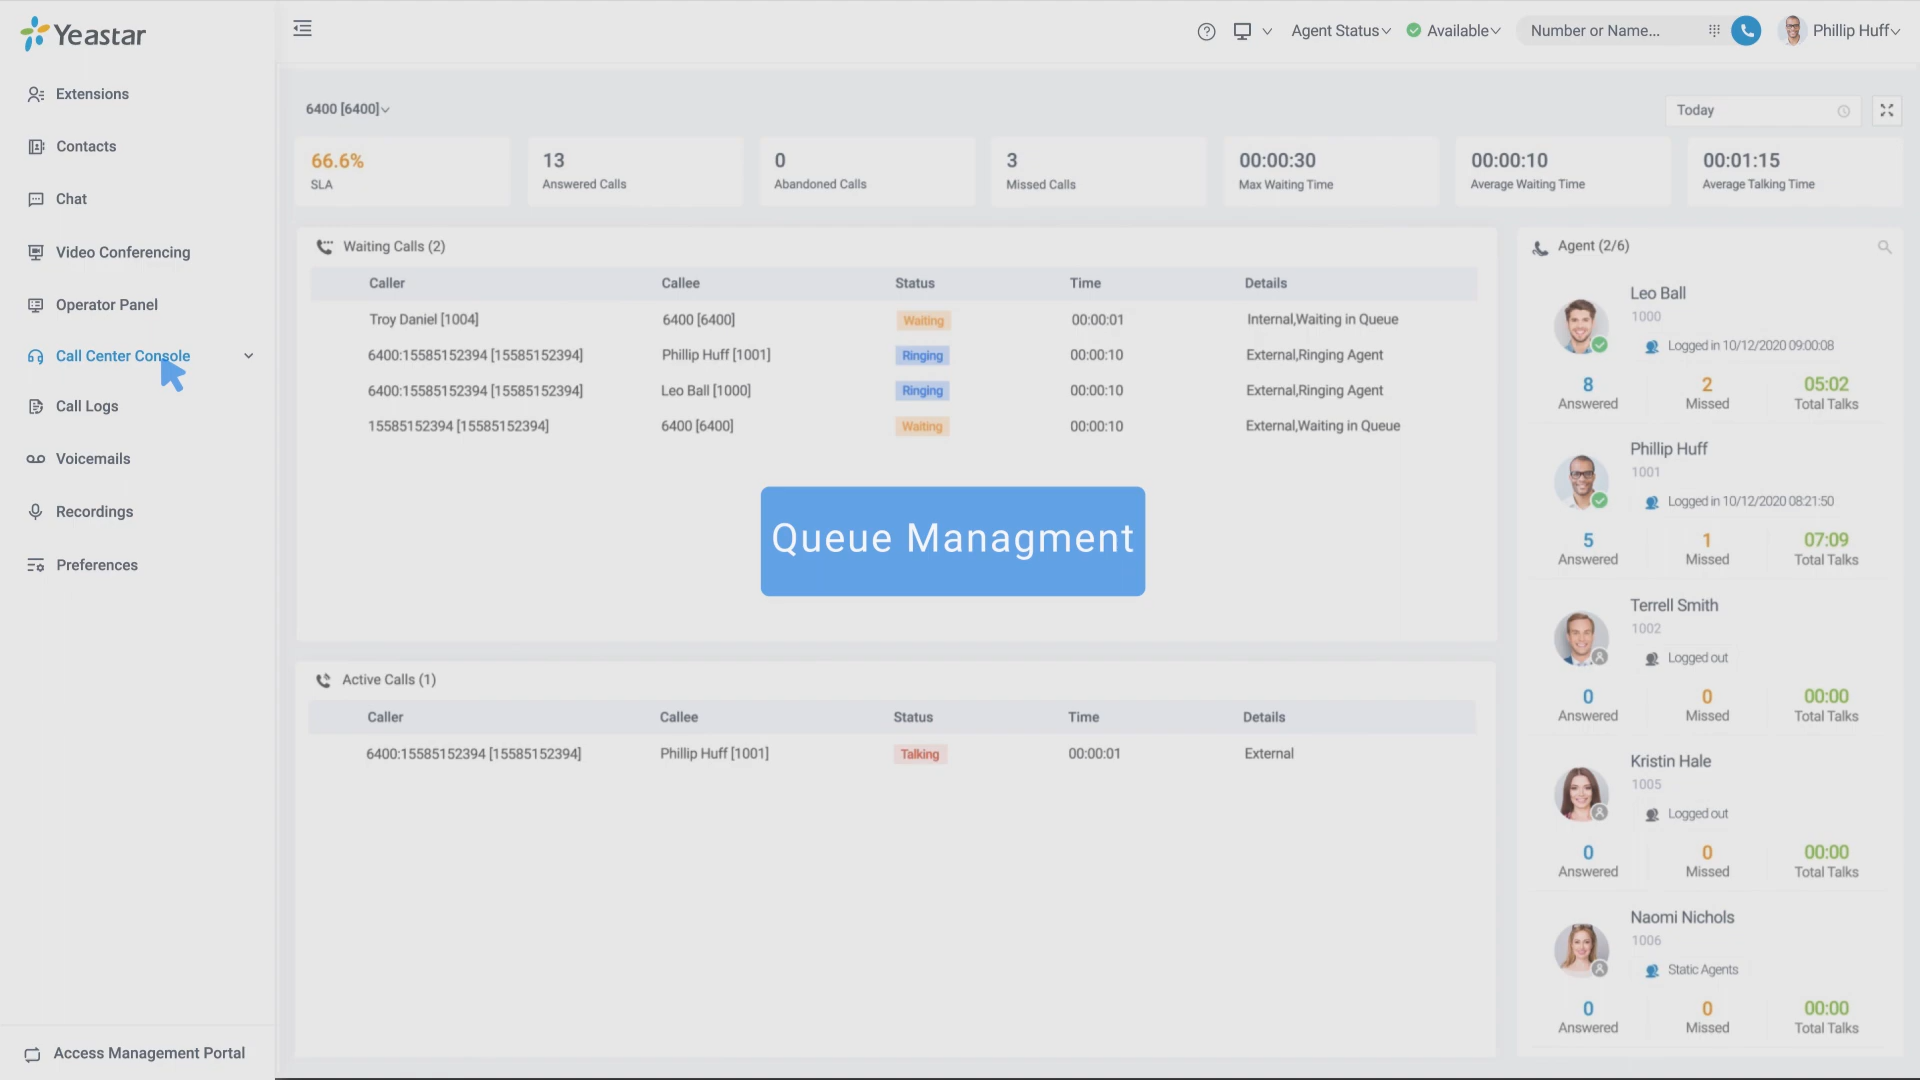 Yeastar
Agent Status
Available
Number or Name...
Phillip Huff
Extensions
Contacts
Chat
Video Conferencing
Operator Panel
Call Center Console
Call Logs
Voicemails
Recordings
Preferences
Access Management Portal
6400 [6400]
Today
66.6%
SLA
13
Answered Calls
0
Abandoned Calls
3
Missed Calls
00:00:30
Max Waiting Time
00:00:10
Average Waiting Time
00:01:15
Average Talking Time
Waiting Calls (2)
Caller Callee Status Time Details
Troy Daniel [1004] 6400 [6400] Waiting 00:00:01 Internal,Waiting in Queue
6400:15585152394 [15585152394] Phillip Huff [1001] Ringing 00:00:10 External,Ringing Agent
6400:15585152394 [15585152394] Leo Ball [1000] Ringing 00:00:10 External,Ringing Agent
15585152394 [15585152394] 6400 [6400] Waiting 00:00:10 External,Waiting in Queue
Queue Managment
Active Calls (1)
Caller Callee Status Time Details
6400:15585152394 [15585152394] Phillip Huff [1001] Talking 00:00:01 External
Agent (2/6)
Leo Ball
1000
Logged in 10/12/2020 09:00:08
8 2 05:02
Answered Missed Total Talks
Phillip Huff
1001
Logged in 10/12/2020 08:21:50
5 1 07:09
Answered Missed Total Talks
Terrell Smith
1002
Logged out
0 0 00:00
Answered Missed Total Talks
Kristin Hale
1005
Logged out
0 0 00:00
Answered Missed Total Talks
Naomi Nichols
1006
Static Agents
0 0 00:00
Answered Missed Total Talks